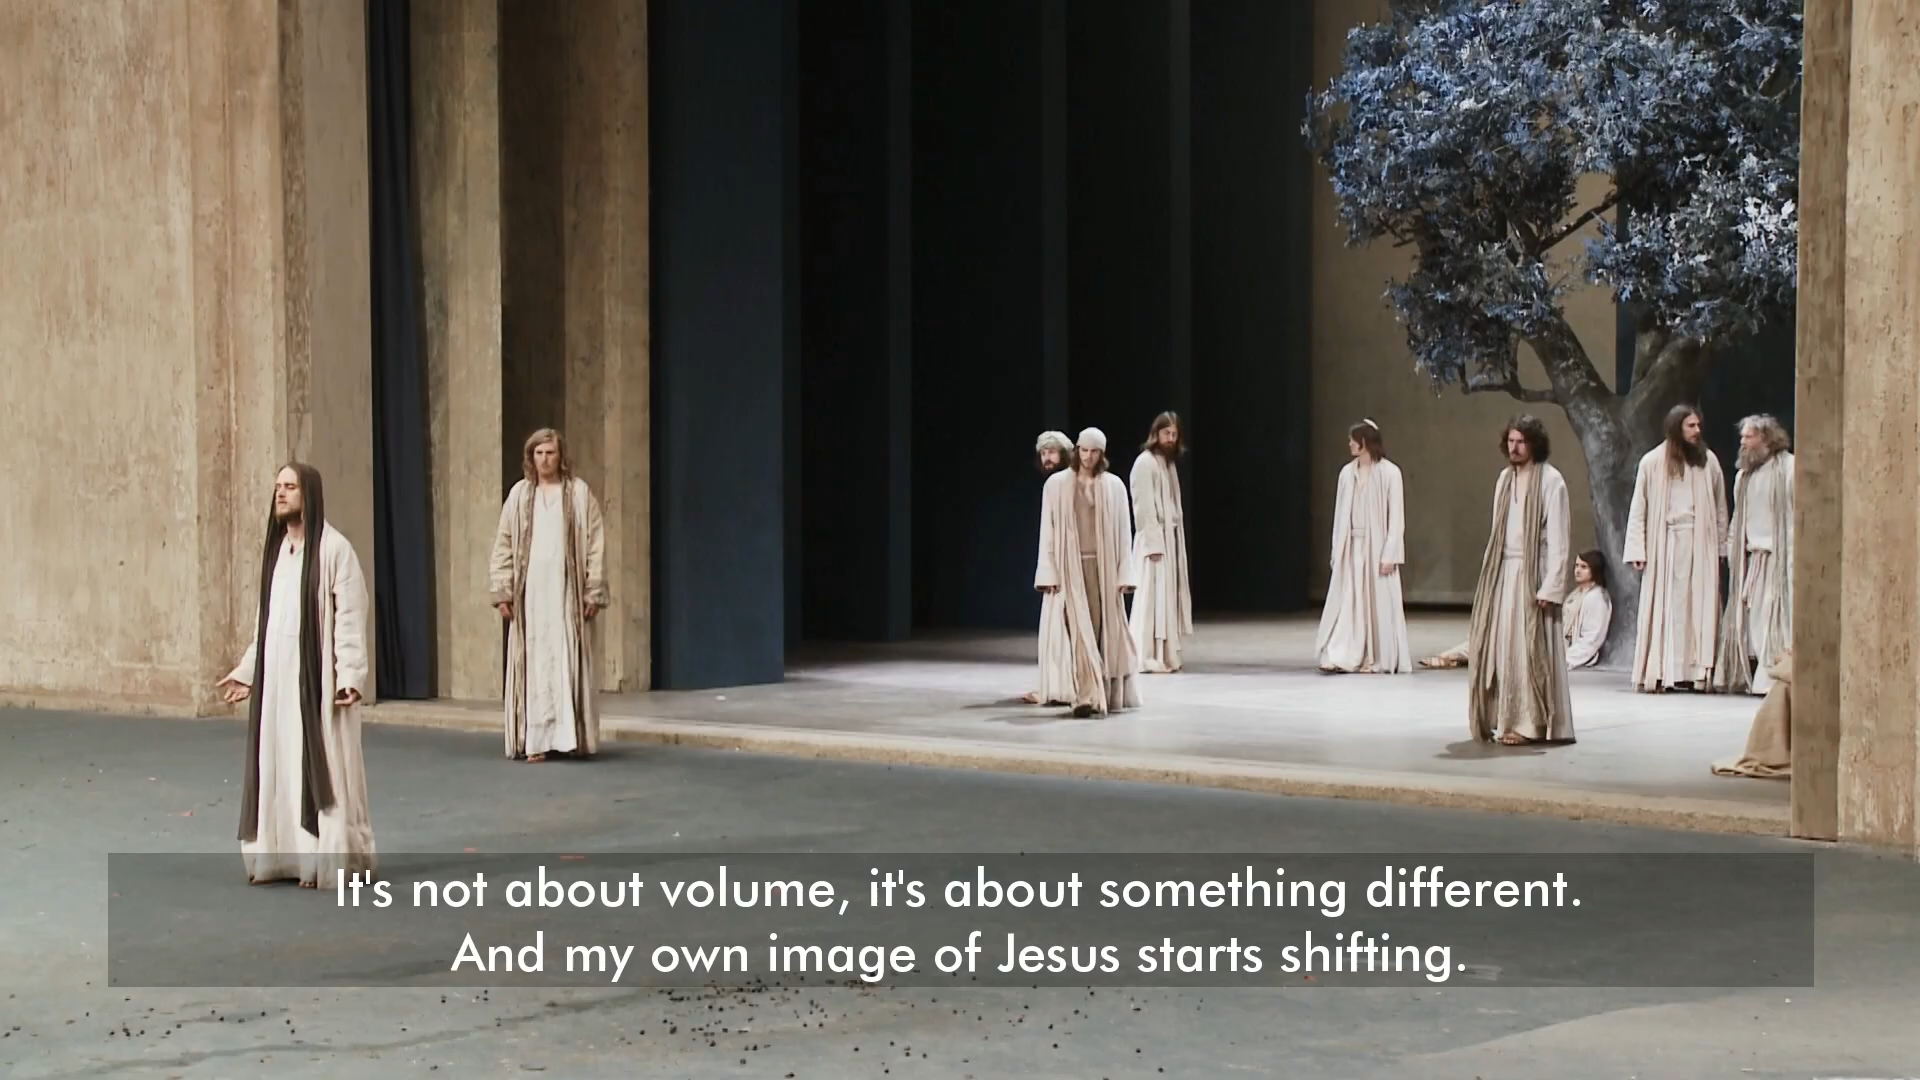 It's not about volume, it's about something different.
And my own image of Jesus starts shifting.